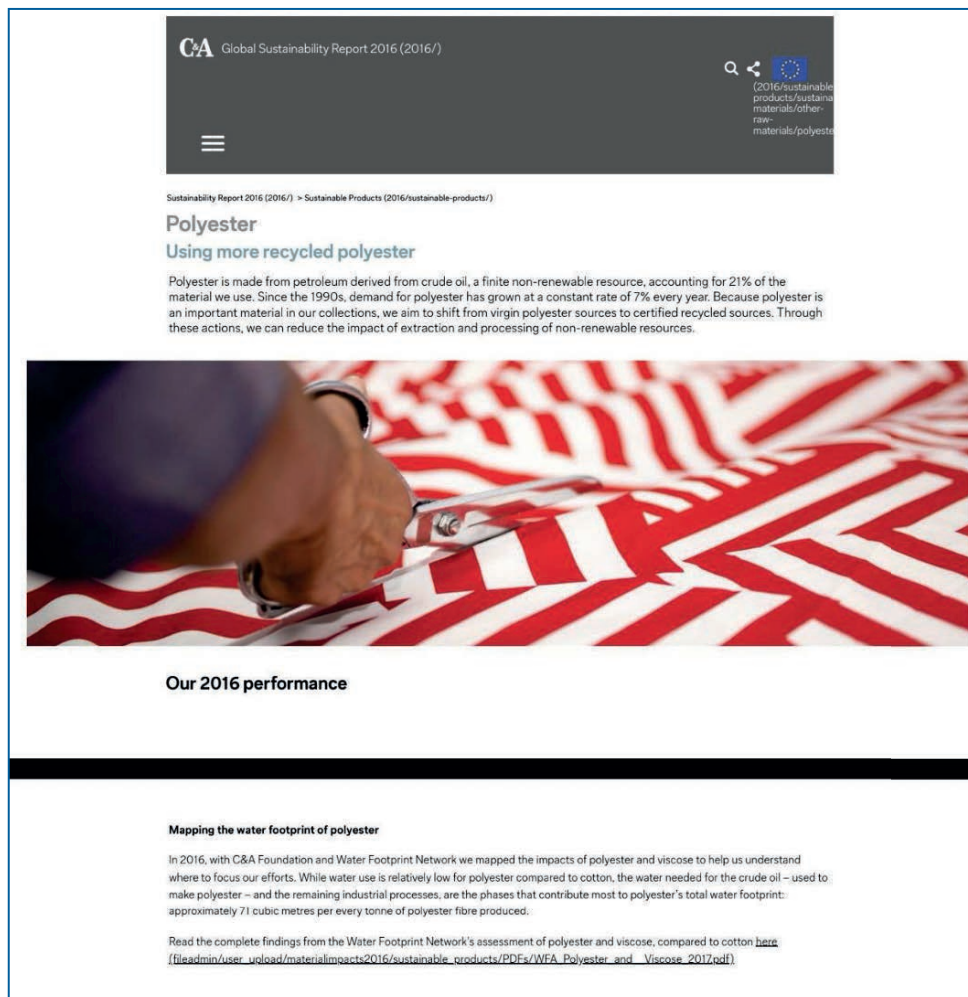 C&A Global Sustainability Report 2016 (2016/)
(2016/sustainable
products/sustaina
materials/other-
raw-
materials/polyeste
Sustainability Report 2016 (2016/) > Sustainable Products (2016/sustainable-products/)
Polyester
Using more recycled polyester
Polyester is made from petroleum derived from crude oil, a finite non-renewable resource, accounting for 21% of the
material we use. Since the 1990s, demand for polyester has grown at a constant rate of 7% every year. Because polyester is
an important material in our collections, we aim to shift from virgin polyester sources to certified recycled sources. Through
these actions, we can reduce the impact of extraction and processing of non-renewable resources.
Our 2016 performance
Mapping the water footprint of polyester
In 2016, with C&A Foundation and Water Footprint Network we mapped the impacts of polyester and viscose to help us understand
where to focus our efforts. While water use is relatively low for polyester compared to cotton, the water needed for the crude oil – used to
make polyester – and the remaining industrial processes, are the phases that contribute most to polyester's total water footprint:
approximately 71 cubic metres per every tonne of polyester fibre produced.
Read the complete findings from the Water Footprint Network's assessment of polyester and viscose, compared to cotton here
(fileadmin/user_upload/materialimpacts2016/sustainable_products/PDFs/WFA_Polyester_and__Viscose_2017.pdf)